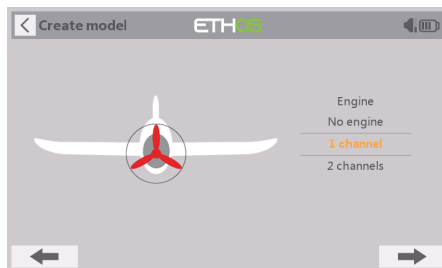 Create model
ETHOS
Engine
No engine
1 channel
2 channels